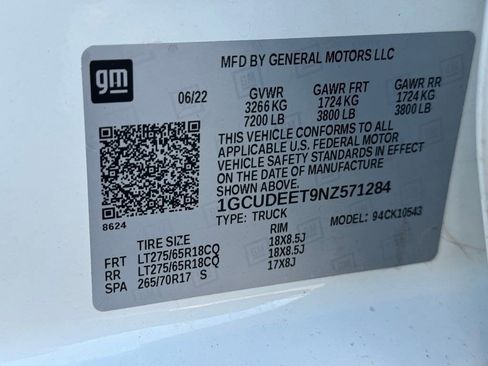 gm
MFD BY GENERAL MOTORS LLC
06/22 GVWR GAWR FRT GAWR RR
3266 KG 1724 KG 1724 KG
7200 LB 3800 LB 3800 LB
THIS VEHICLE CONFORMS TO ALL
APPLICABLE U.S. FEDERAL MOTOR
VEHICLE SAFETY STANDARDS IN EFFECT
ON THE DATE OF MANUFACTURE
1GCUDEET9NZ571284
8624
TYPE: TRUCK MODEL: 94CK10543
TIRE SIZE RIM
FRT LT275/65R18CQ 18X8.5J
RR LT275/65R18CQ 18X8.5J
SPA 265/70R17 S 17X8J